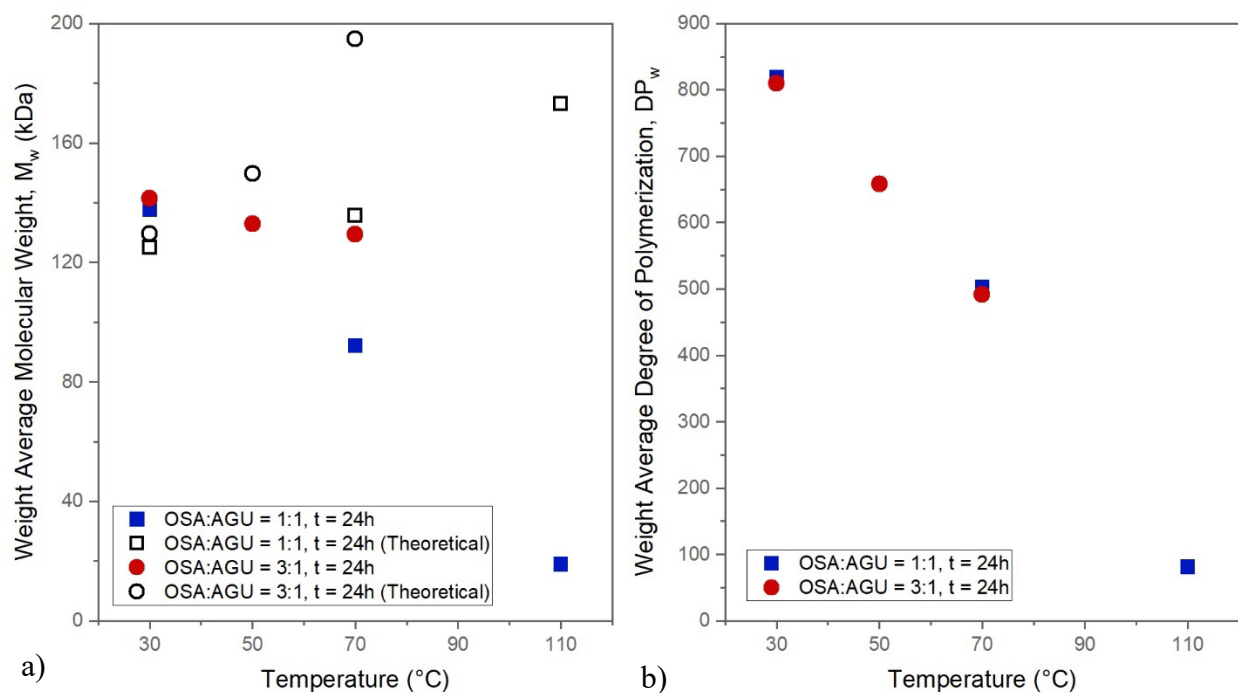 Weight Average Molecular Weight, M_w (kDa)
200
160
120
80
40
0
OSA:AGU = 1:1, t = 24h
OSA:AGU = 1:1, t = 24h (Theoretical)
OSA:AGU = 3:1, t = 24h
OSA:AGU = 3:1, t = 24h (Theoretical)
30 50 70 90 110
Temperature (°C)
a)
Weight Average Degree of Polymerization, DP_w
900
800
700
600
500
400
300
200
100
0
OSA:AGU = 1:1, t = 24h
OSA:AGU = 3:1, t = 24h
30 50 70 90 110
Temperature (°C)
b)